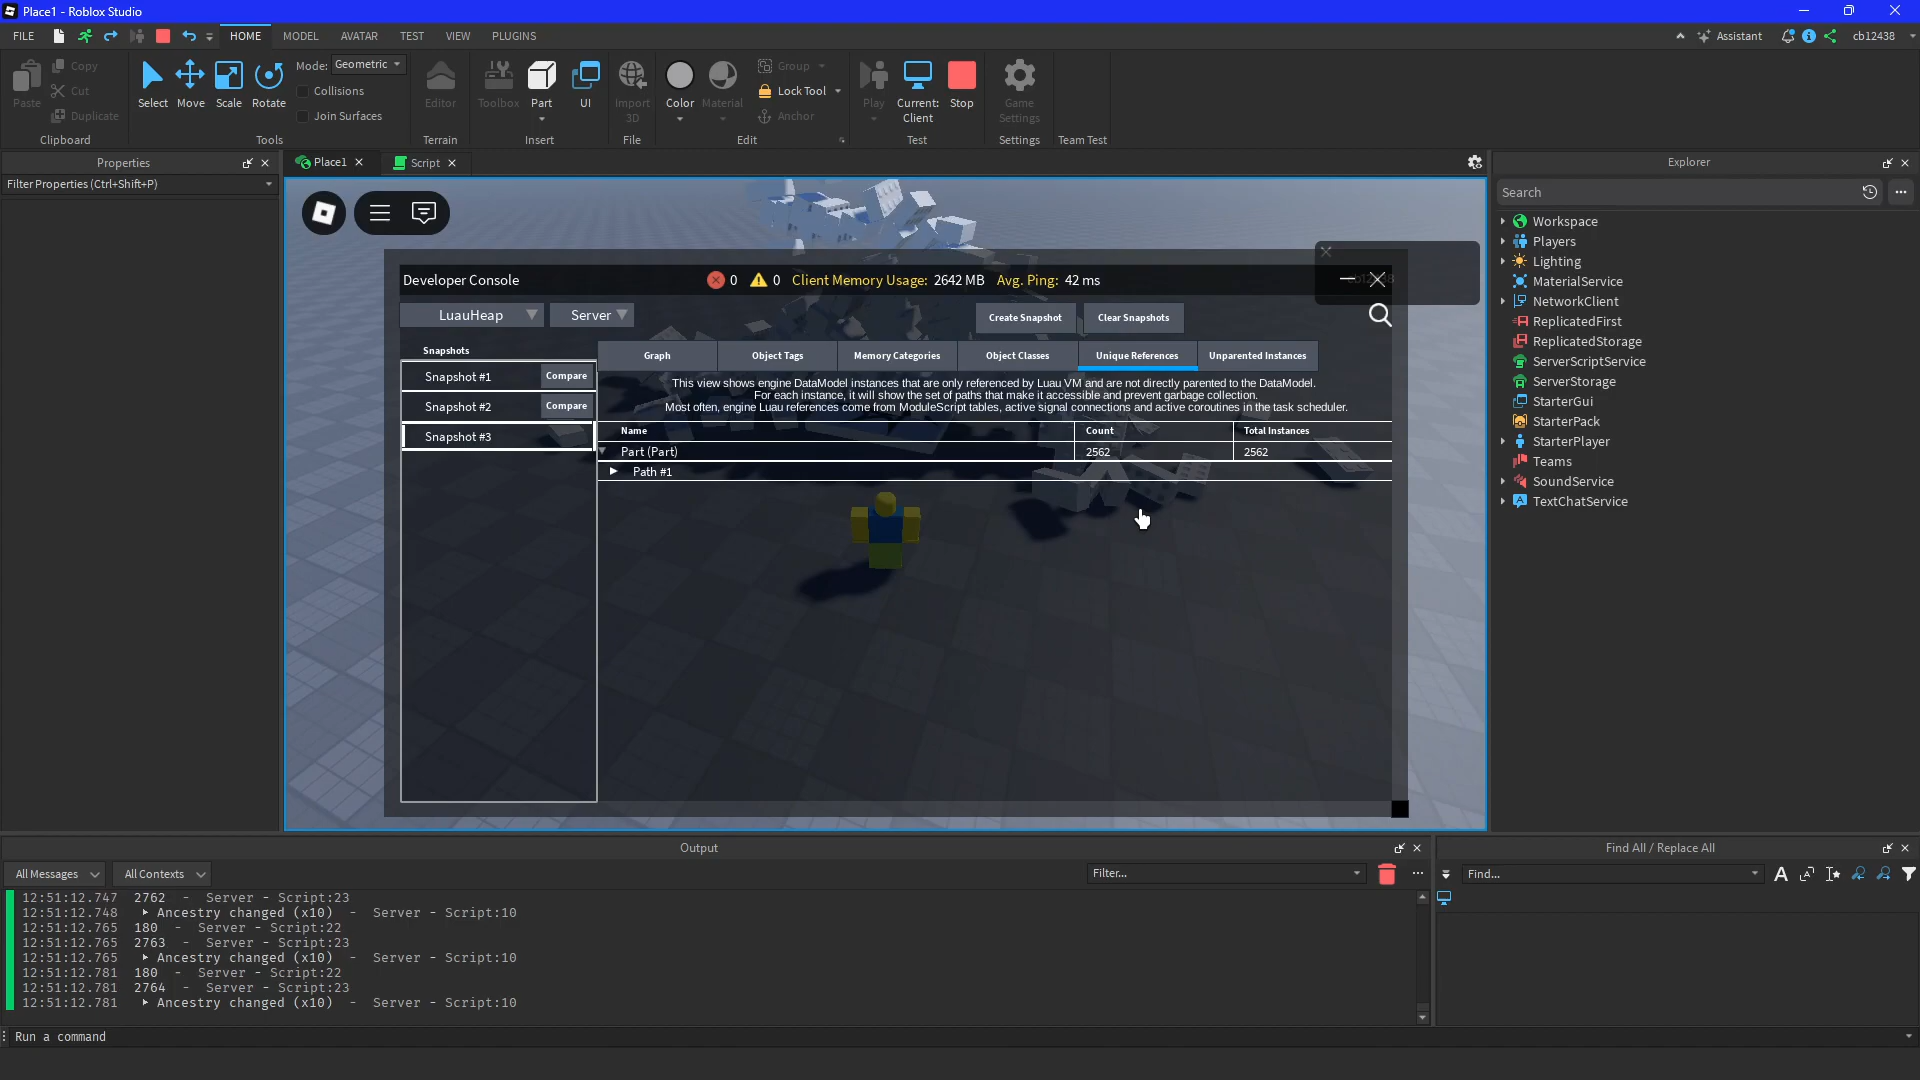 Place1 - Roblox Studio
FILE HOME MODEL AVATAR TEST VIEW PLUGINS Assistant cb12438
Paste Copy Cut Duplicate Clipboard
Select Move Scale Rotate Mode: Geometric Collisions Join Surfaces Tools
Editor Terrain
Toolbox Part UI Insert
Import 3D File
Color Material Group Lock Tool Anchor Edit
Play Current: Client Stop Test
Game Settings Settings
Team Test
Properties
Filter Properties (Ctrl+Shift+P)
Place1 Script
Developer Console 0 0 Client Memory Usage: 2642 MB Avg. Ping: 42 ms
LuauHeap Server Create Snapshot Clear Snapshots
Snapshots
Snapshot #1 Compare
Snapshot #2 Compare
Snapshot #3
Graph Object Tags Memory Categories Object Classes Unique References Unparented Instances
This view shows engine DataModel instances that are only referenced by Luau VM and are not directly parented to the DataModel.
For each instance, it will show the set of paths that make it accessible and prevent garbage collection.
Most often, engine Luau references come from ModuleScript tables, active signal connections and active coroutines in the task scheduler.
Name Count Total Instances
Part (Part) 2562 2562
Path #1
Explorer
Search
Workspace
Players
Lighting
MaterialService
NetworkClient
ReplicatedFirst
ReplicatedStorage
ServerScriptService
ServerStorage
StarterGui
StarterPack
StarterPlayer
Teams
SoundService
TextChatService
Output
All Messages All Contexts Filter...
12:51:12.747 2762 - Server - Script:23
12:51:12.748 Ancestry changed (x10) - Server - Script:10
12:51:12.765 180 - Server - Script:22
12:51:12.765 2763 - Server - Script:23
12:51:12.765 Ancestry changed (x10) - Server - Script:10
12:51:12.781 180 - Server - Script:22
12:51:12.781 2764 - Server - Script:23
12:51:12.781 Ancestry changed (x10) - Server - Script:10
Find All / Replace All
Find...
Run a command